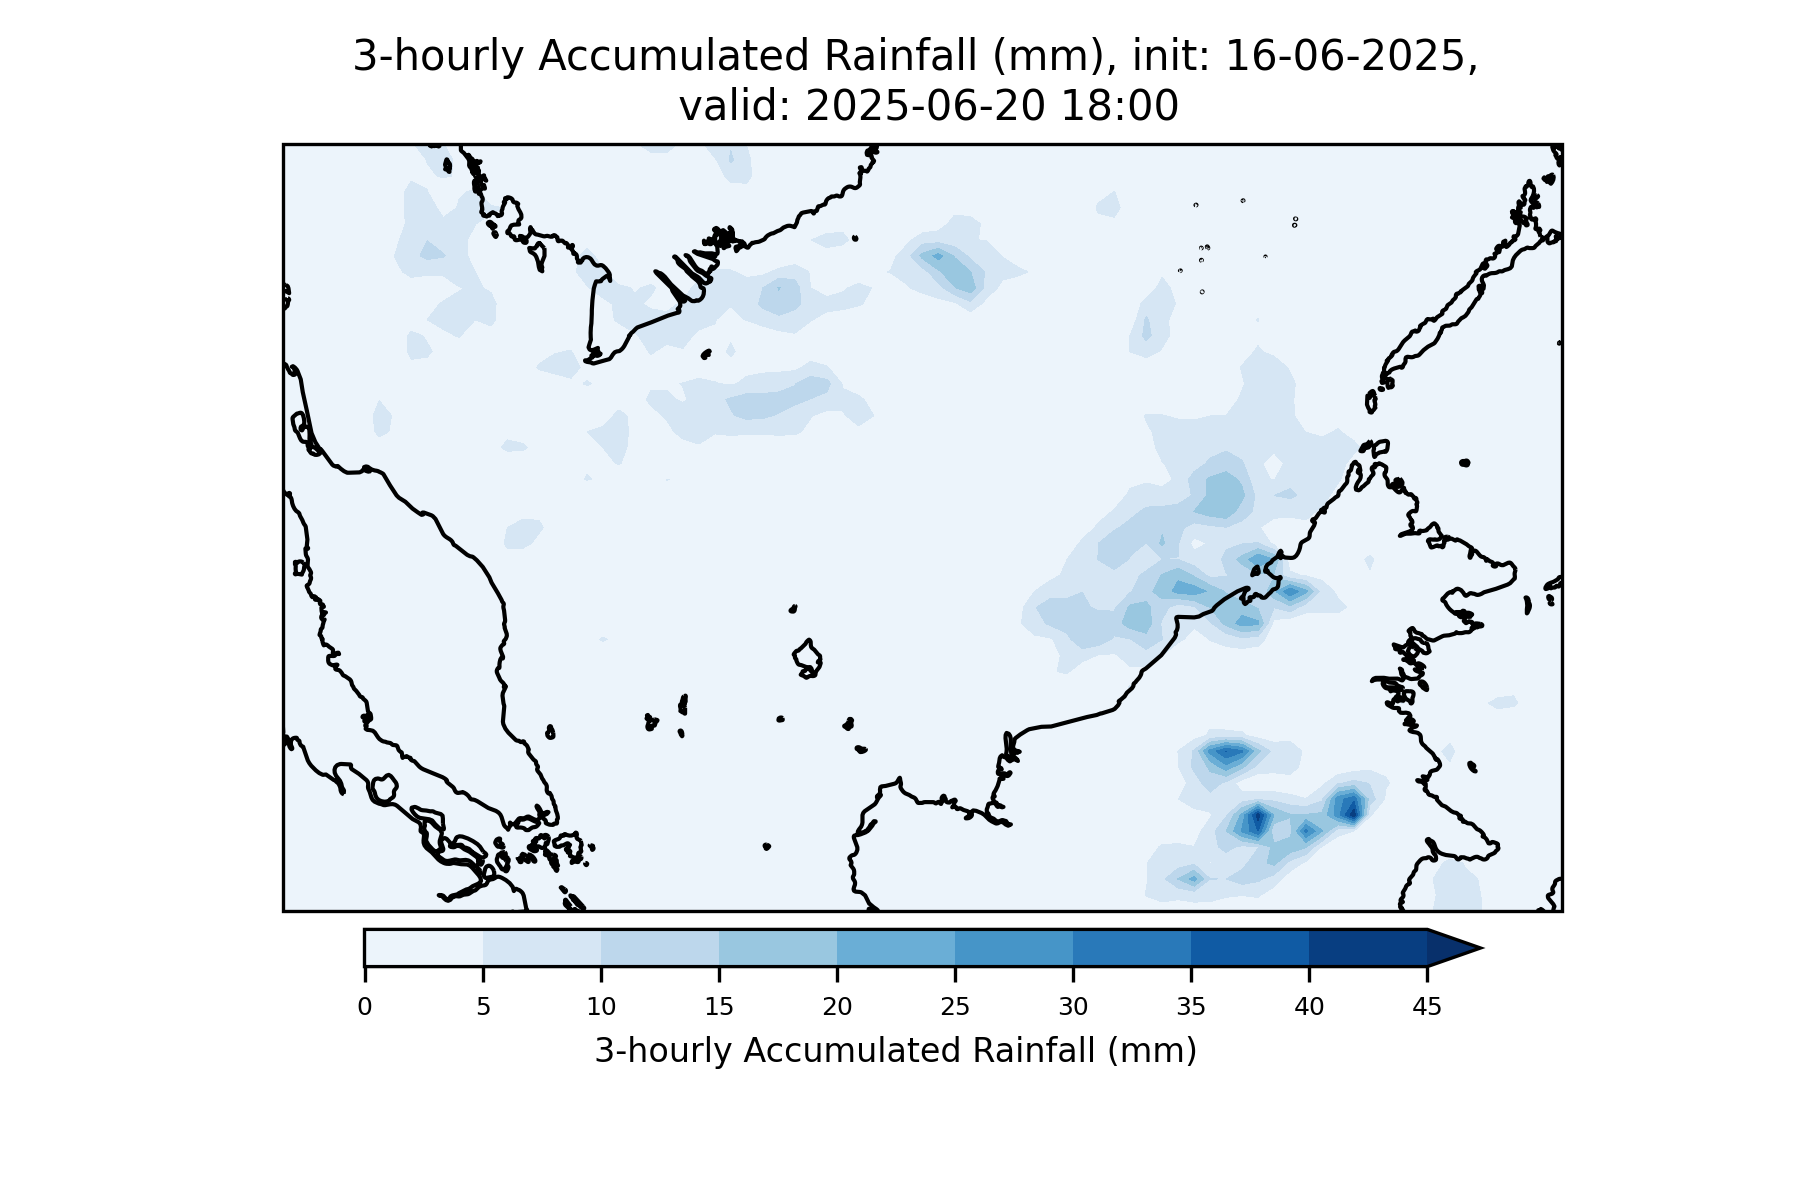 3-hourly Accumulated Rainfall (mm), init: 16-06-2025,
valid: 2025-06-20 18:00
0 5 10 15 20 25 30 35 40 45
3-hourly Accumulated Rainfall (mm)